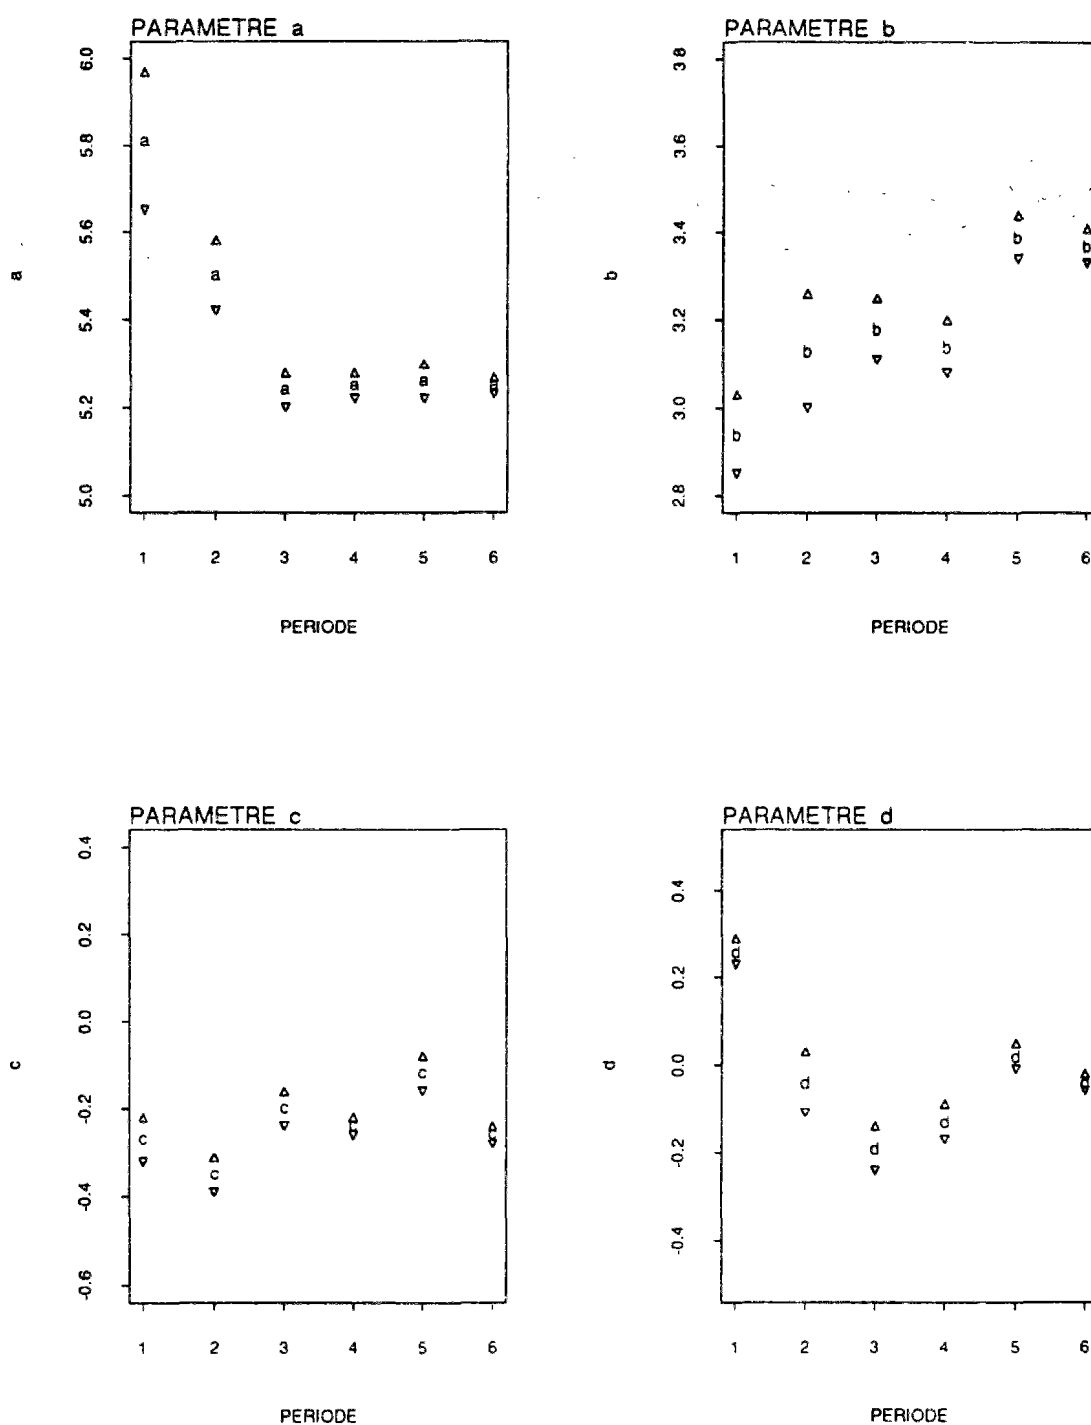 PARAMETRE a
6.0
5.8
5.6
5.4
5.2
5.0
a
a
a
a
a
a
a
1 2 3 4 5 6
PERIODE
PARAMETRE b
3.8
3.6
3.4
3.2
3.0
2.8
b
b
b
b
b
b
b
1 2 3 4 5 6
PERIODE
PARAMETRE c
0.4
0.2
0.0
-0.2
-0.4
-0.6
c
c
c
c
c
c
c
1 2 3 4 5 6
PERIODE
PARAMETRE d
0.4
0.2
0.0
-0.2
-0.4
d
d
d
d
d
d
d
1 2 3 4 5 6
PERIODE